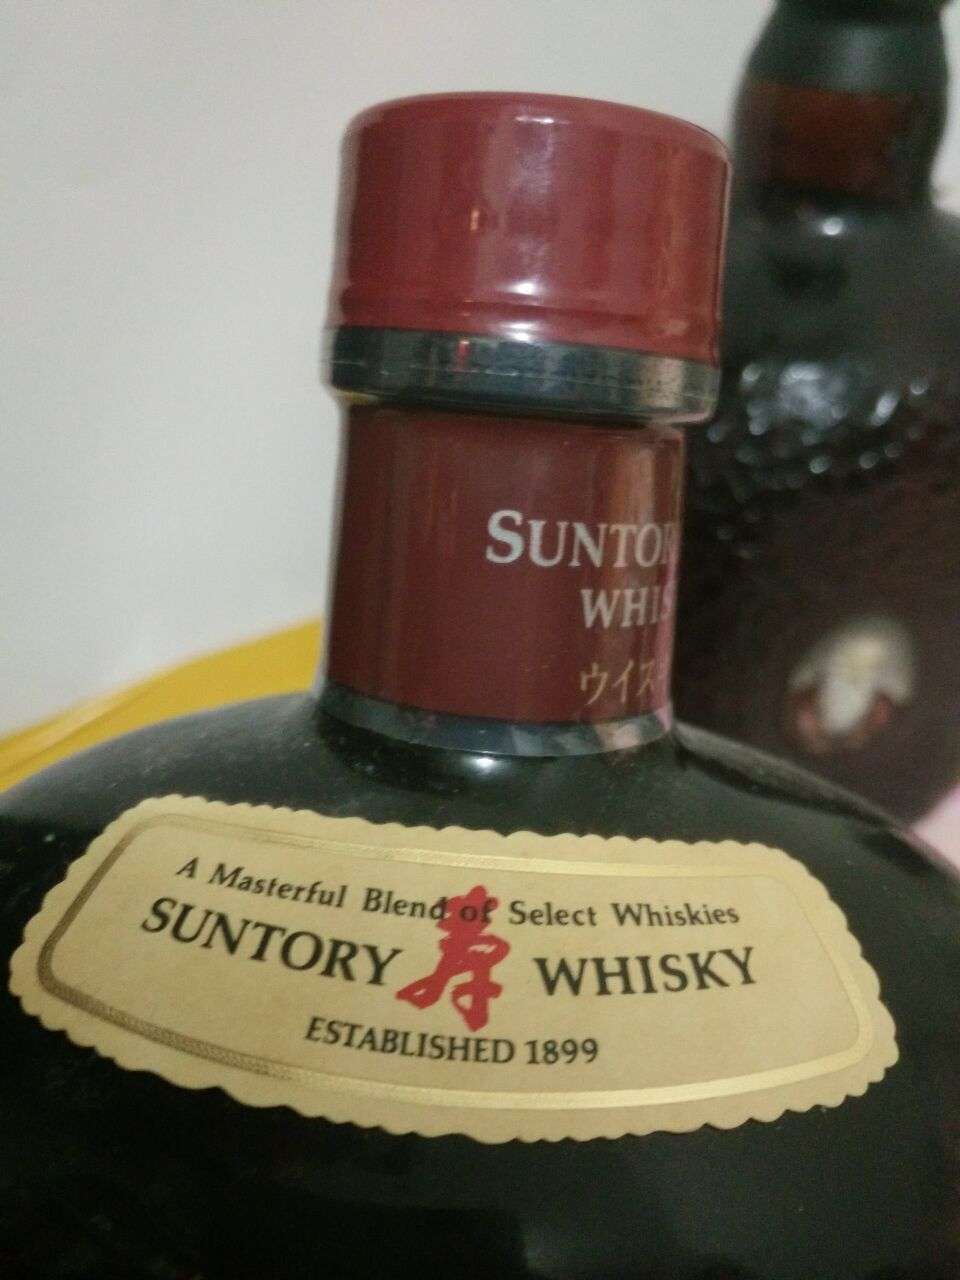 SUNTOR
WHIS
ウイス
A Masterful Blend of Select Whiskies
SUNTORY 寿 WHISKY
ESTABLISHED 1899